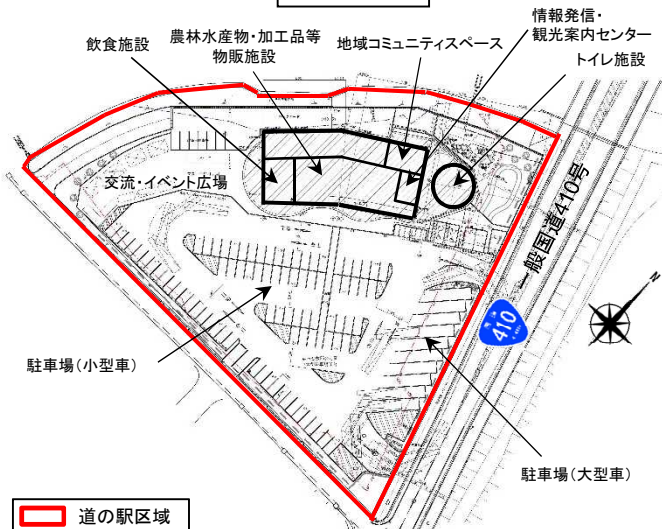 情報発信・
観光案内センター
農林水産物・加工品等
物販施設
飲食施設
地域コミュニティスペース
トイレ施設
交流・イベント広場
一般国道410号
410
N
駐車場(小型車)
駐車場(大型車)
道の駅区域